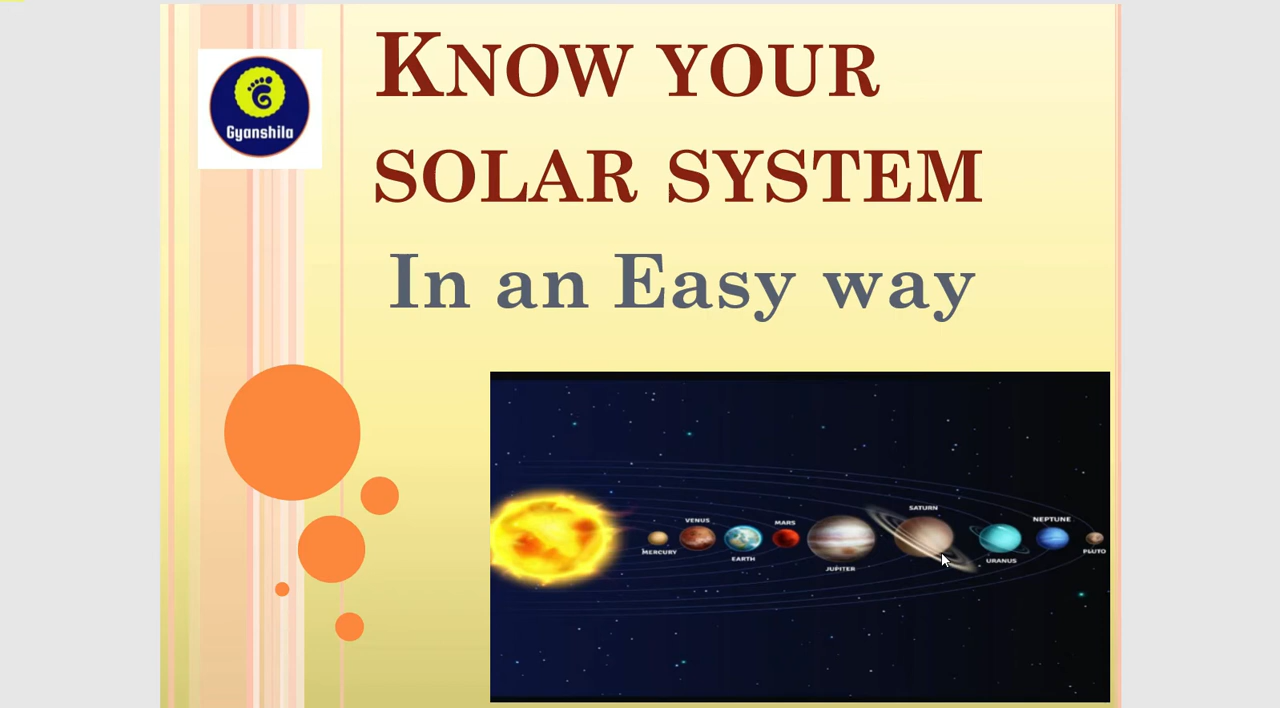 Gyanshila
KNOW YOUR
SOLAR SYSTEM
In an Easy way
MERCURY
VENUS
EARTH
MARS
JUPITER
SATURN
URANUS
NEPTUNE
PLUTO